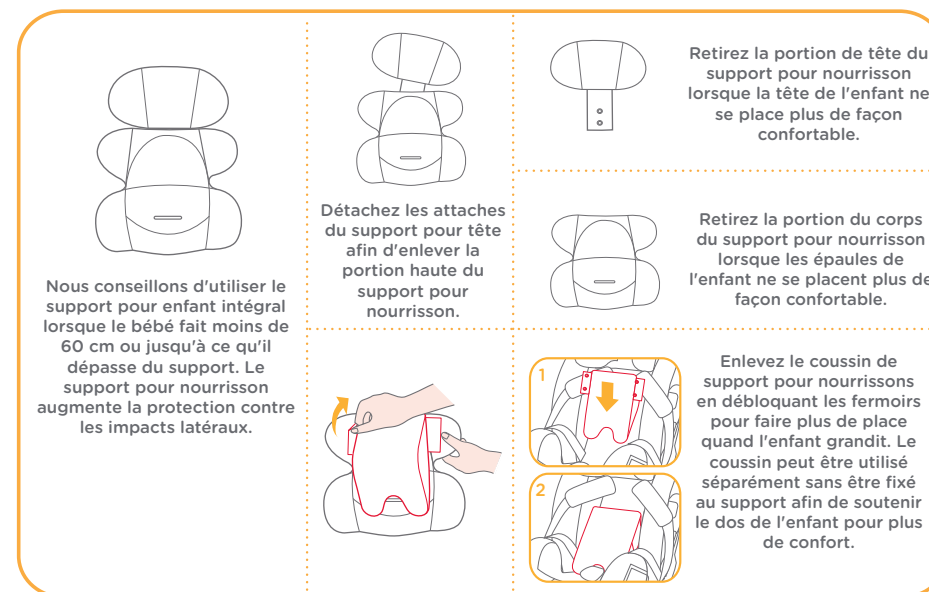 Nous conseillons d'utiliser le
support pour enfant intégral
lorsque le bébé fait moins de
60 cm ou jusqu'à ce qu'il
dépasse du support. Le
support pour nourrisson
augmente la protection contre
les impacts latéraux.
Détachez les attaches
du support pour tête
afin d'enlever la
portion haute du
support pour
nourrisson.
Retirez la portion de tête du
support pour nourrisson
lorsque la tête de l'enfant ne
se place plus de façon
confortable.
Retirez la portion du corps
du support pour nourrisson
lorsque les épaules de
l'enfant ne se placent plus de
façon confortable.
1
2
Enlevez le coussin de
support pour nourrissons
en débloquant les fermoirs
pour faire plus de place
quand l'enfant grandit. Le
coussin peut être utilisé
séparément sans être fixé
au support afin de soutenir
le dos de l'enfant pour plus
de confort.